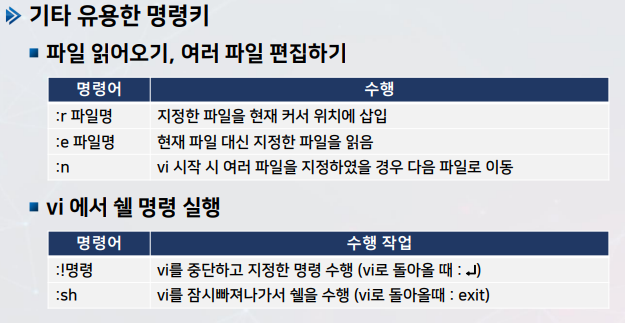 기타 유용한 명령키
파일 읽어오기, 여러 파일 편집하기
명령어 수행
:r 파일명 지정한 파일을 현재 커서 위치에 삽입
:e 파일명 현재 파일 대신 지정한 파일을 읽음
:n vi 시작 시 여러 파일을 지정하였을 경우 다음 파일로 이동
vi 에서 쉘 명령 실행
명령어 수행 작업
:!명령 vi를 중단하고 지정한 명령 수행 (vi로 돌아올 때 : ↵)
:sh vi를 잠시빠져나가서 쉘을 수행 (vi로 돌아올때 : exit)